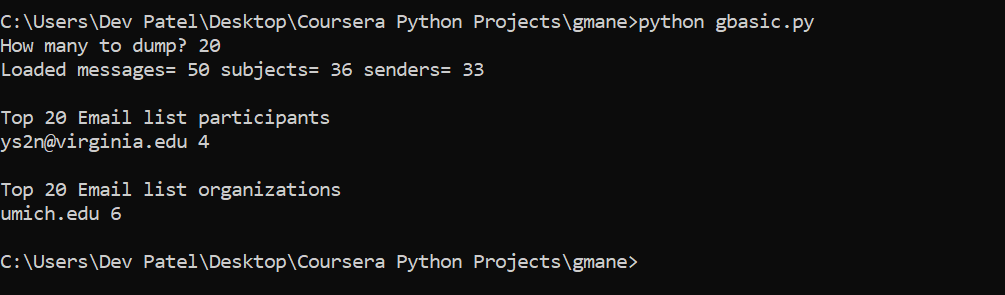 C:\Users\Dev Patel\Desktop\Coursera Python Projects\gmane>python gbasic.py
How many to dump? 20
Loaded messages= 50 subjects= 36 senders= 33
Top 20 Email list participants
ys2n@virginia.edu 4
Top 20 Email list organizations
umich.edu 6
C:\Users\Dev Patel\Desktop\Coursera Python Projects\gmane>